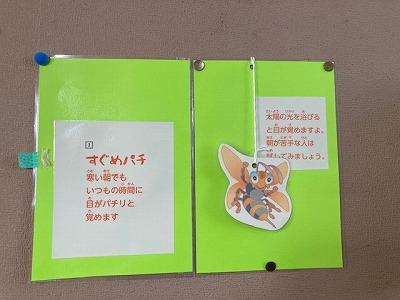 1
すぐめパチ
寒い朝でも
いつもの時間に
目がパチリと
覚めます
太陽の光を浴びる
と目が覚めますよ。
朝が苦手な人は
してみましょう。